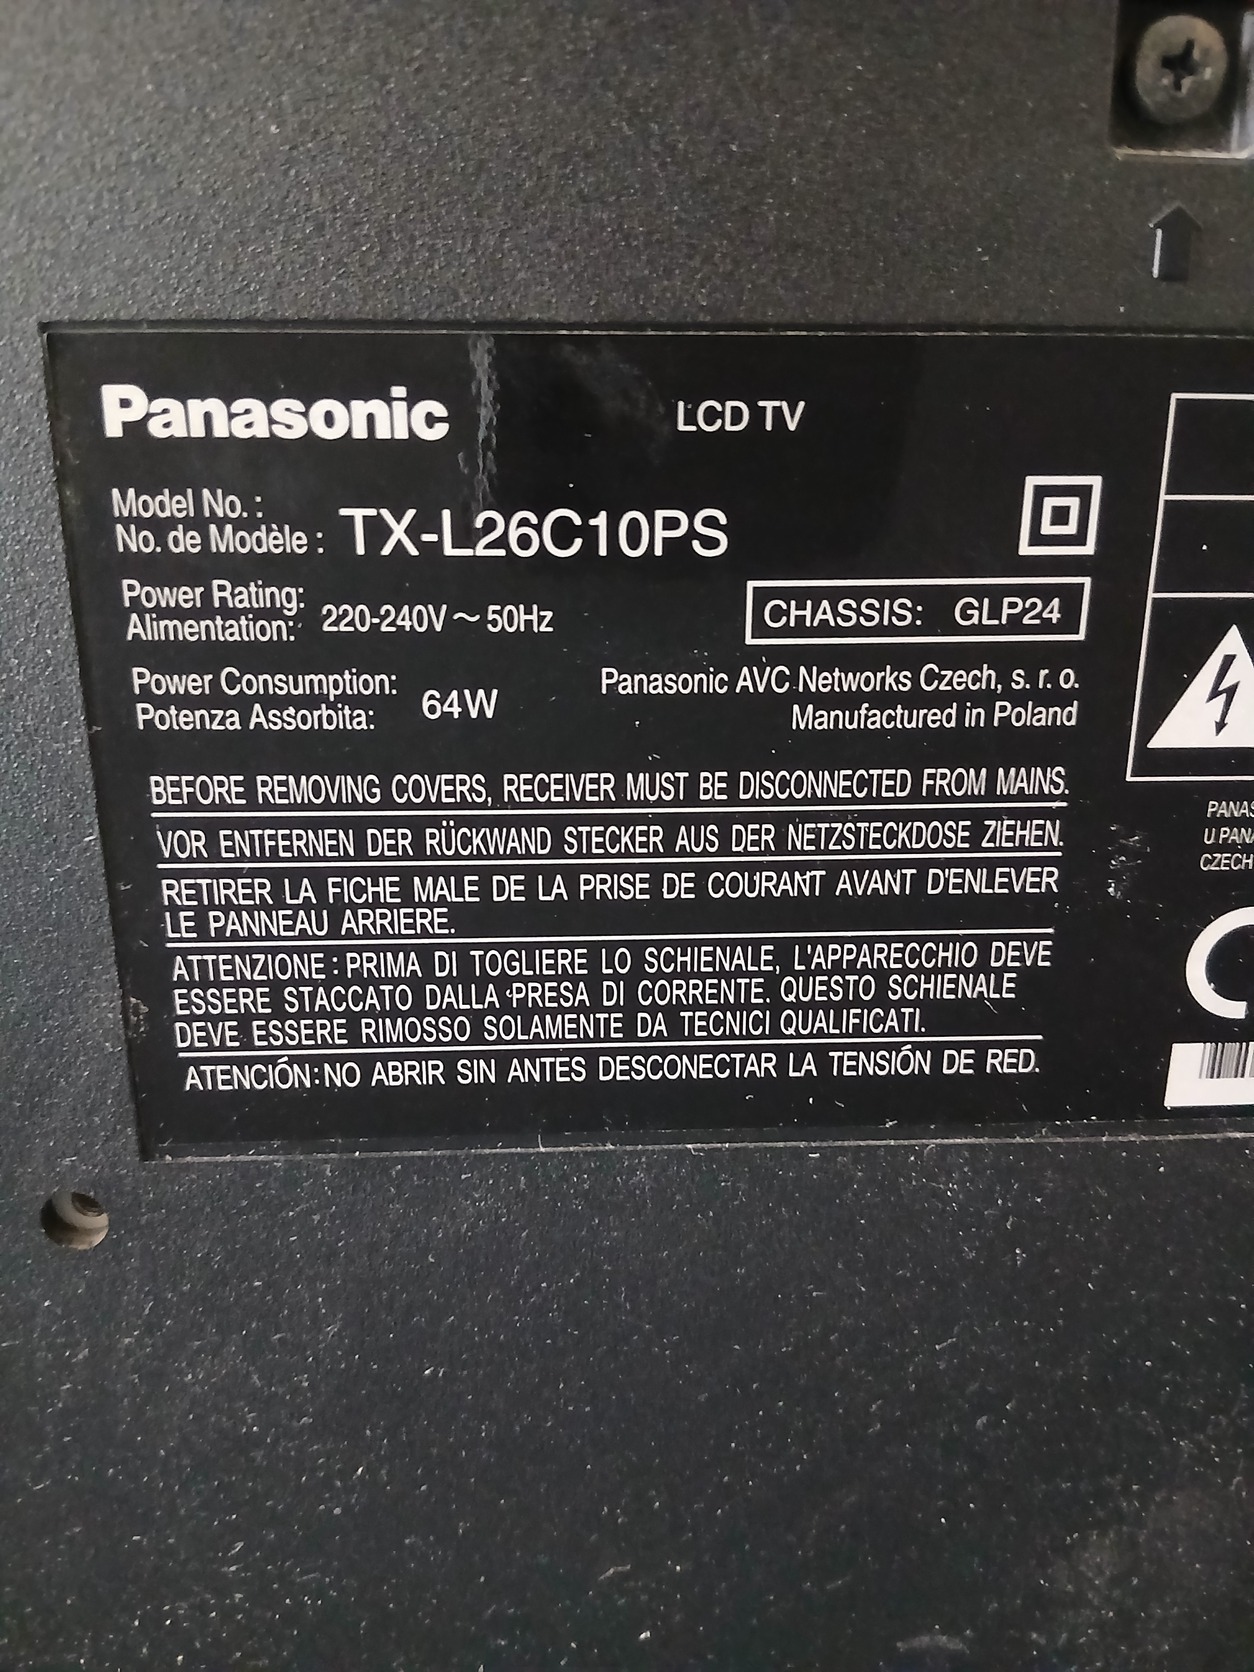 Panasonic
LCD TV
Model No. :
No. de Modèle : TX-L26C10PS
Power Rating:
Alimentation: 220-240V ~ 50Hz
CHASSIS: GLP24
Power Consumption:
Potenza Assorbita: 64W
Panasonic AVC Networks Czech, s. r. o.
Manufactured in Poland
BEFORE REMOVING COVERS, RECEIVER MUST BE DISCONNECTED FROM MAINS.
VOR ENTFERNEN DER RÜCKWAND STECKER AUS DER NETZSTECKDOSE ZIEHEN.
RETIRER LA FICHE MALE DE LA PRISE DE COURANT AVANT D'ENLEVER
LE PANNEAU ARRIERE.
ATTENZIONE : PRIMA DI TOGLIERE LO SCHIENALE, L'APPARECCHIO DEVE
ESSERE STACCATO DALLA PRESA DI CORRENTE. QUESTO SCHIENALE
DEVE ESSERE RIMOSSO SOLAMENTE DA TECNICI QUALIFICATI.
ATENCIÓN: NO ABRIR SIN ANTES DESCONECTAR LA TENSIÓN DE RED.
PANAS
U PANA
CZECH